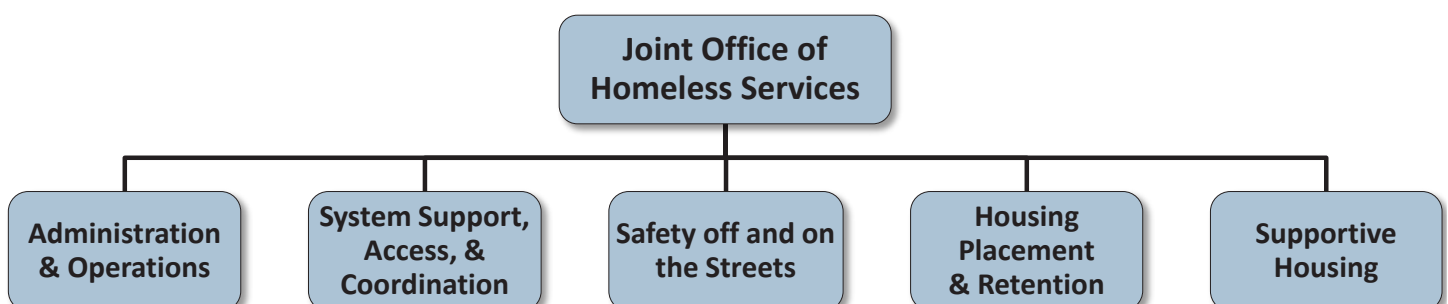 Joint Office of
Homeless Services
Administration
& Operations
System Support,
Access, &
Coordination
Safety off and on
the Streets
Housing
Placement
& Retention
Supportive
Housing